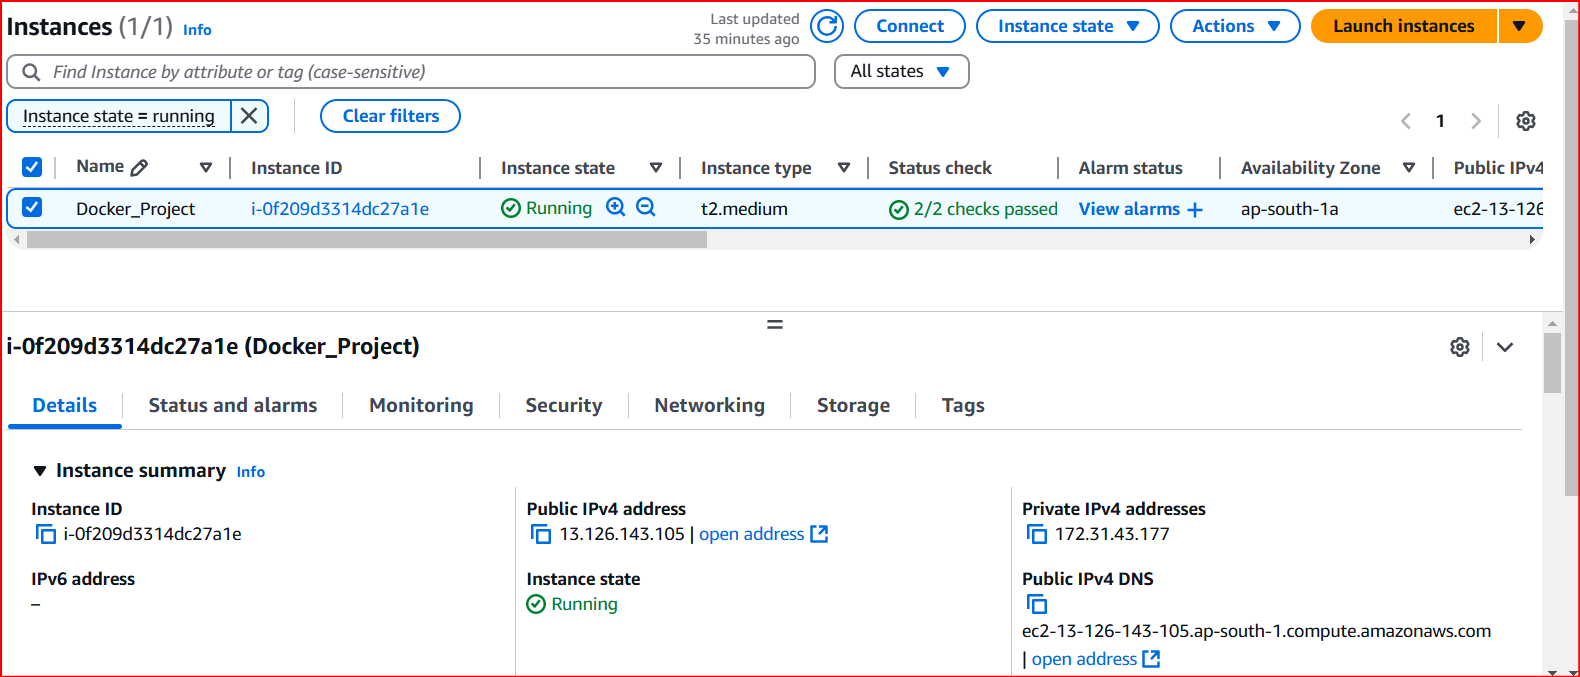 Instances (1/1) Info
Last updated
35 minutes ago
Connect
Instance state
Actions
Launch instances
Find Instance by attribute or tag (case-sensitive)
All states
Instance state = running
Clear filters
1
Name Instance ID Instance state Instance type Status check Alarm status Availability Zone Public IPv4
Docker_Project i-0f209d3314dc27a1e Running t2.medium 2/2 checks passed View alarms + ap-south-1a ec2-13-126
i-0f209d3314dc27a1e (Docker_Project)
Details Status and alarms Monitoring Security Networking Storage Tags
Instance summary Info
Instance ID
i-0f209d3314dc27a1e
Public IPv4 address
13.126.143.105 | open address
Private IPv4 addresses
172.31.43.177
IPv6 address
–
Instance state
Running
Public IPv4 DNS
ec2-13-126-143-105.ap-south-1.compute.amazonaws.com
| open address